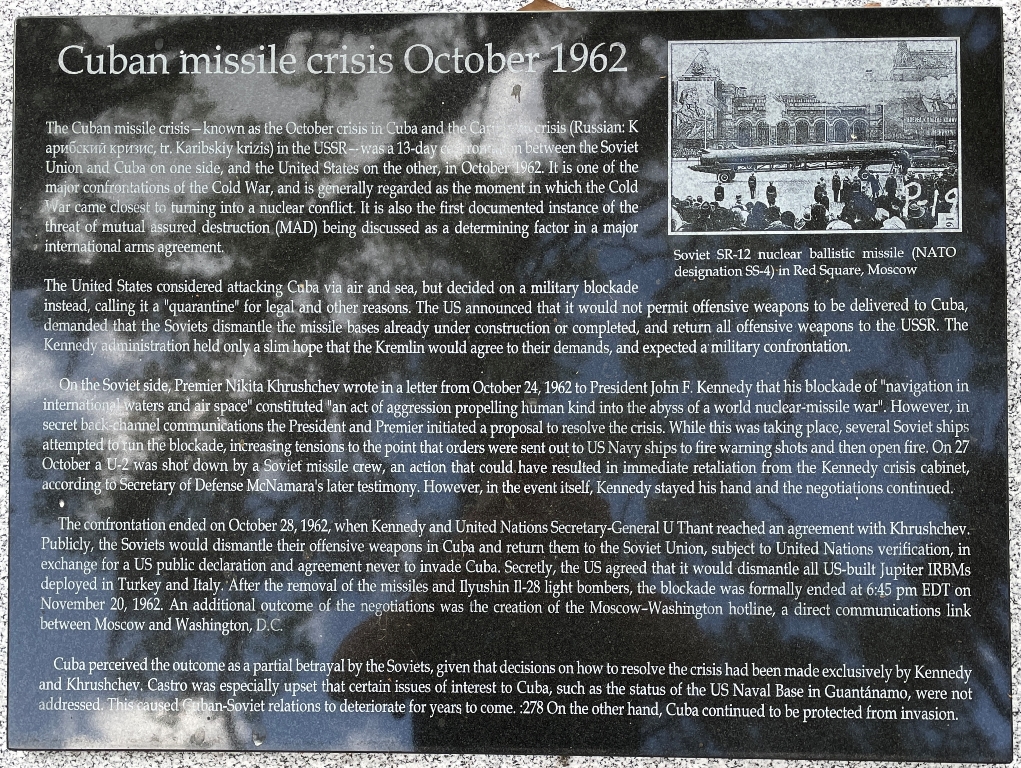 Cuban missile crisis October 1962
The Cuban missile crisis—known as the October crisis in Cuba and the crisis (Russian: К
арибский кризис, tr. Karibskiy krizis) in the USSR—was a 13-day confrontation between the Soviet
Union and Cuba on one side, and the United States on the other, in October 1962. It is one of the
major confrontations of the Cold War, and is generally regarded as the moment in which the Cold
War came closest to turning into a nuclear conflict. It is also the first documented instance of the
threat of mutual assured destruction (MAD) being discussed as a determining factor in a major
international arms agreement.
P-19
Soviet SR-12 nuclear ballistic missile (NATO
designation SS-4) in Red Square, Moscow
The United States considered attacking Cuba via air and sea, but decided on a military blockade
instead, calling it a "quarantine" for legal and other reasons. The US announced that it would not permit offensive weapons to be delivered to Cuba,
demanded that the Soviets dismantle the missile bases already under construction or completed, and return all offensive weapons to the USSR. The
Kennedy administration held only a slim hope that the Kremlin would agree to their demands, and expected a military confrontation.
On the Soviet side, Premier Nikita Khrushchev wrote in a letter from October 24, 1962 to President John F. Kennedy that his blockade of "navigation in
international waters and air space" constituted "an act of aggression propelling human kind into the abyss of a world nuclear-missile war". However, in
secret back-channel communications the President and Premier initiated a proposal to resolve the crisis. While this was taking place, several Soviet ships
attempted to run the blockade, increasing tensions to the point that orders were sent out to US Navy ships to fire warning shots and then open fire. On 27
October a U-2 was shot down by a Soviet missile crew, an action that could have resulted in immediate retaliation from the Kennedy crisis cabinet,
according to Secretary of Defense McNamara's later testimony. However, in the event itself, Kennedy stayed his hand and the negotiations continued.
The confrontation ended on October 28, 1962, when Kennedy and United Nations Secretary-General U Thant reached an agreement with Khrushchev.
Publicly, the Soviets would dismantle their offensive weapons in Cuba and return them to the Soviet Union, subject to United Nations verification, in
exchange for a US public declaration and agreement never to invade Cuba. Secretly, the US agreed that it would dismantle all US-built Jupiter IRBMs
deployed in Turkey and Italy. After the removal of the missiles and Ilyushin Il-28 light bombers, the blockade was formally ended at 6:45 pm EDT on
November 20, 1962. An additional outcome of the negotiations was the creation of the Moscow–Washington hotline, a direct communications link
between Moscow and Washington, D.C.
Cuba perceived the outcome as a partial betrayal by the Soviets, given that decisions on how to resolve the crisis had been made exclusively by Kennedy
and Khrushchev. Castro was especially upset that certain issues of interest to Cuba, such as the status of the US Naval Base in Guantánamo, were not
addressed. This caused Cuban-Soviet relations to deteriorate for years to come. :278 On the other hand, Cuba continued to be protected from invasion.